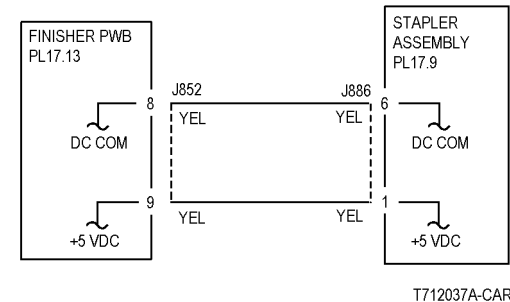 FINISHER PWB
PL17.13
STAPLER
ASSEMBLY
PL17.9
J852
J886
8
6
YEL
YEL
DC COM
DC COM
9
1
YEL
YEL
+5 VDC
+5 VDC
T712037A-CAR